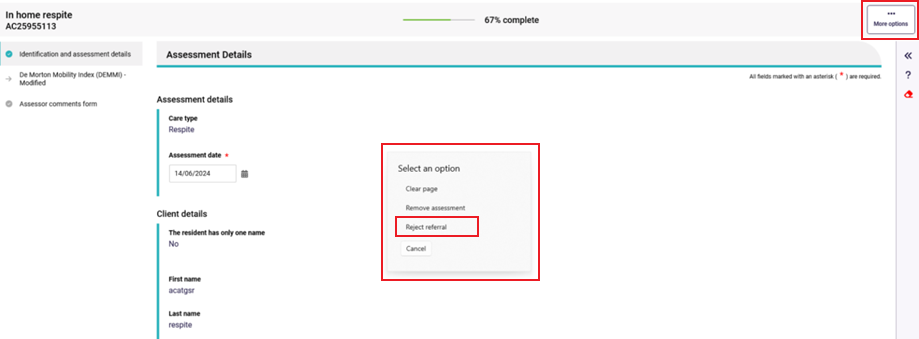 In home respite
AC25955113
67% complete
•••
More options
Identification and assessment details
De Morton Mobility Index (DEMMI) -
Modified
Assessor comments form
Assessment Details
All fields marked with an asterisk ( * ) are required.
Assessment details
Care type
Respite
Assessment date *
14/06/2024
Client details
The resident has only one name
No
First name
acatgsr
Last name
respite
Select an option
Clear page
Remove assessment
Reject referral
Cancel
?